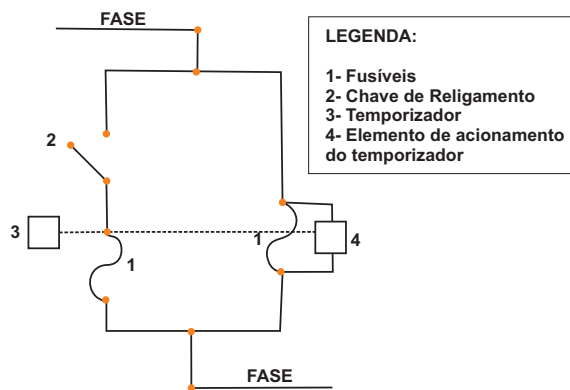 FASE
LEGENDA:
1- Fusíveis
2- Chave de Religamento
3- Temporizador
4- Elemento de acionamento
do temporizador
2
3
1
1
4
FASE